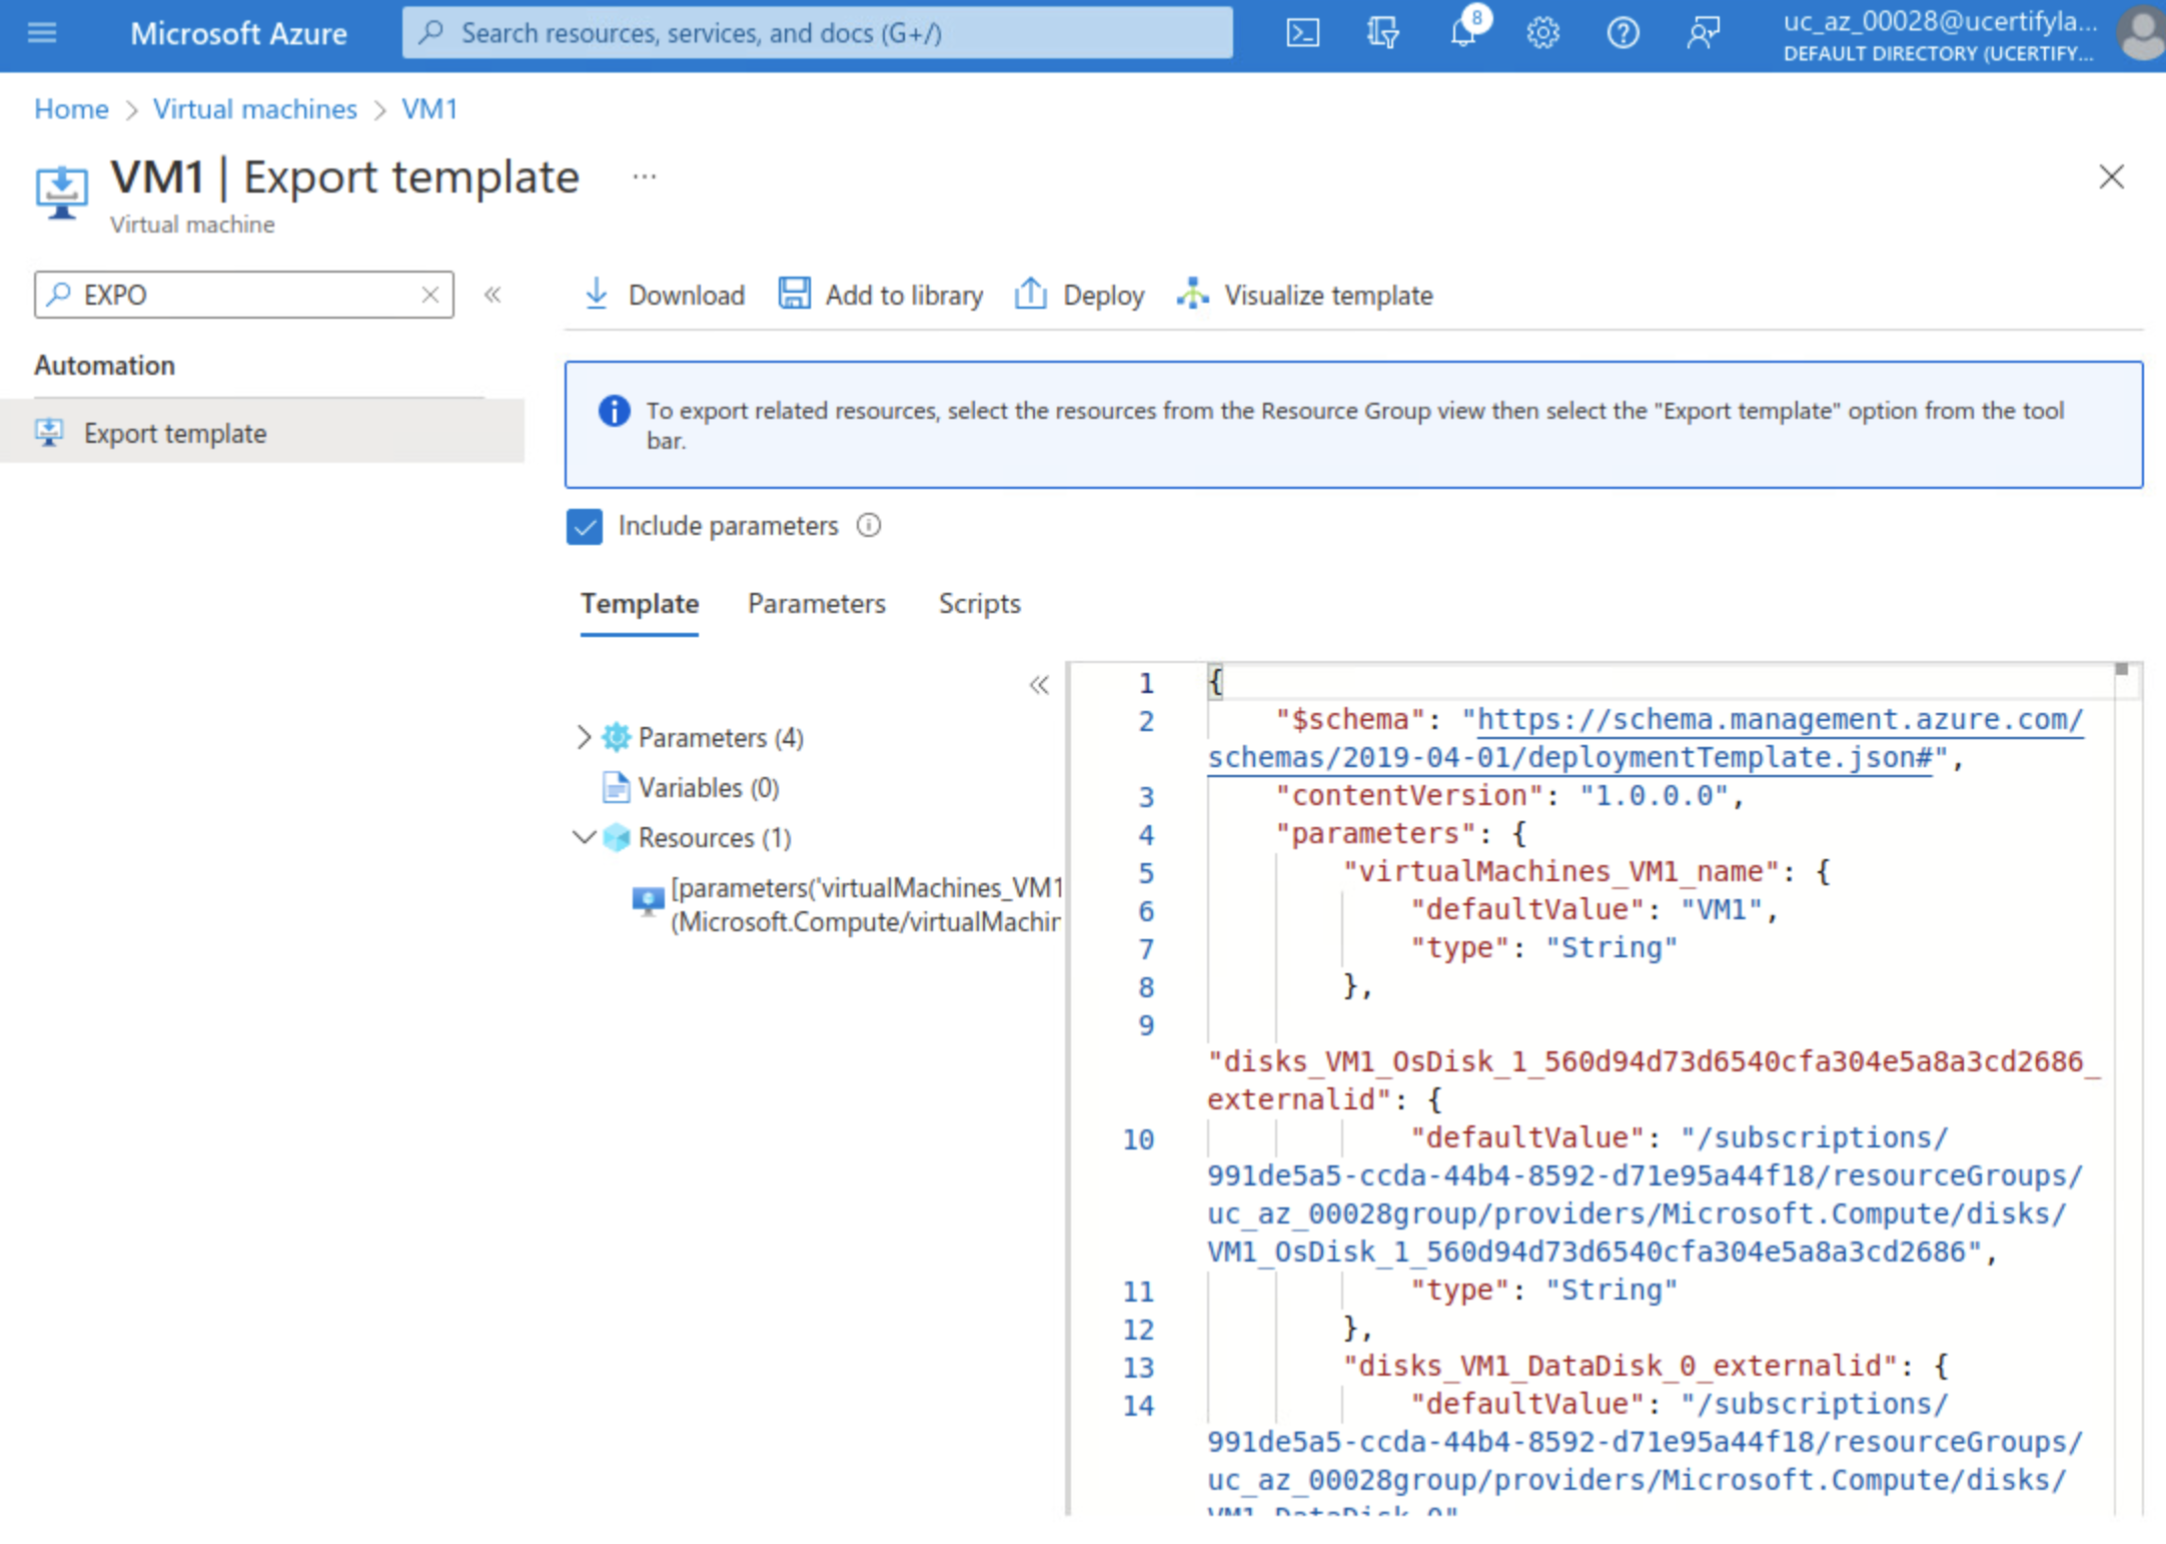 Microsoft Azure
Search resources, services, and docs (G+/)
8
uc_az_00028@ucertifyla...
DEFAULT DIRECTORY (UCERTIFY...
Home > Virtual machines > VM1
VM1 | Export template ...
Virtual machine
EXPO
Automation
Export template
Download
Add to library
Deploy
Visualize template
To export related resources, select the resources from the Resource Group view then select the "Export template" option from the tool
bar.
Include parameters
Template
Parameters
Scripts
Parameters (4)
Variables (0)
Resources (1)
[parameters('virtualMachines_VM1
(Microsoft.Compute/virtualMachin
1 {
2 "$schema": "https://schema.management.azure.com/
schemas/2019-04-01/deploymentTemplate.json#",
3 "contentVersion": "1.0.0.0",
4 "parameters": {
5 "virtualMachines_VM1_name": {
6 "defaultValue": "VM1",
7 "type": "String"
8 },
9
"disks_VM1_OsDisk_1_560d94d73d6540cfa304e5a8a3cd2686_
externalid": {
10 "defaultValue": "/subscriptions/
991de5a5-ccda-44b4-8592-d71e95a44f18/resourceGroups/
uc_az_00028group/providers/Microsoft.Compute/disks/
VM1_OsDisk_1_560d94d73d6540cfa304e5a8a3cd2686",
11 "type": "String"
12 },
13 "disks_VM1_DataDisk_0_externalid": {
14 "defaultValue": "/subscriptions/
991de5a5-ccda-44b4-8592-d71e95a44f18/resourceGroups/
uc_az_00028group/providers/Microsoft.Compute/disks/
VM1_DataDisk_0"